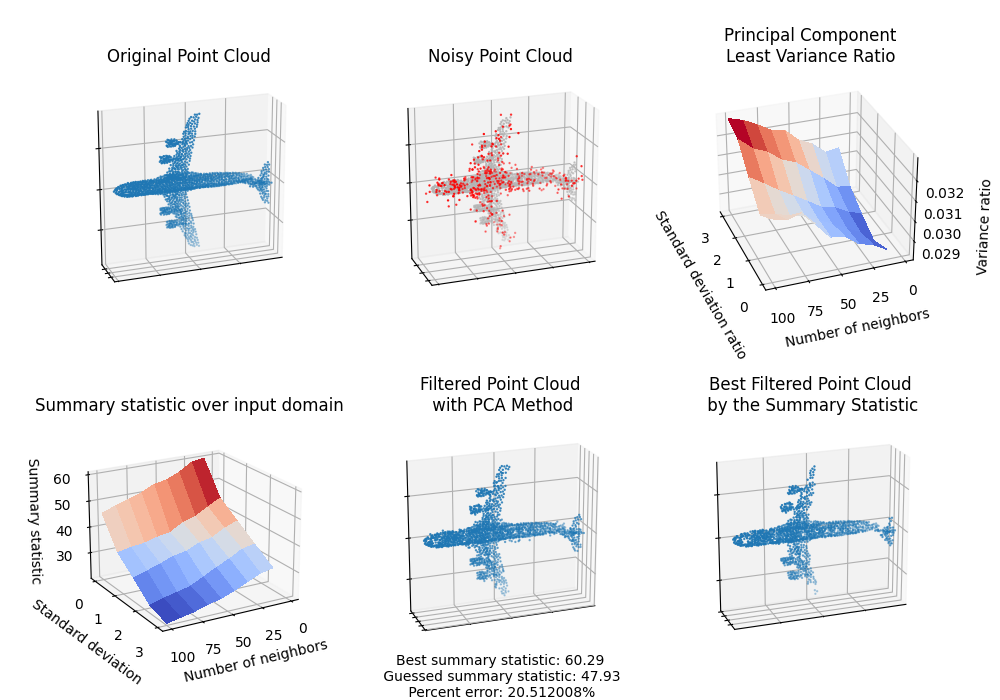 Original Point Cloud
Noisy Point Cloud
Principal Component
Least Variance Ratio
3
2
1
0
Standard deviation ratio
100
75
50
25
0
Number of neighbors
0.032
0.031
0.030
0.029
Variance ratio
Summary statistic over input domain
60
50
40
30
Summary statistic
0
1
2
3
Standard deviation
100
75
50
25
0
Number of neighbors
Filtered Point Cloud
with PCA Method
Best summary statistic: 60.29
Guessed summary statistic: 47.93
Percent error: 20.512008%
Best Filtered Point Cloud
by the Summary Statistic